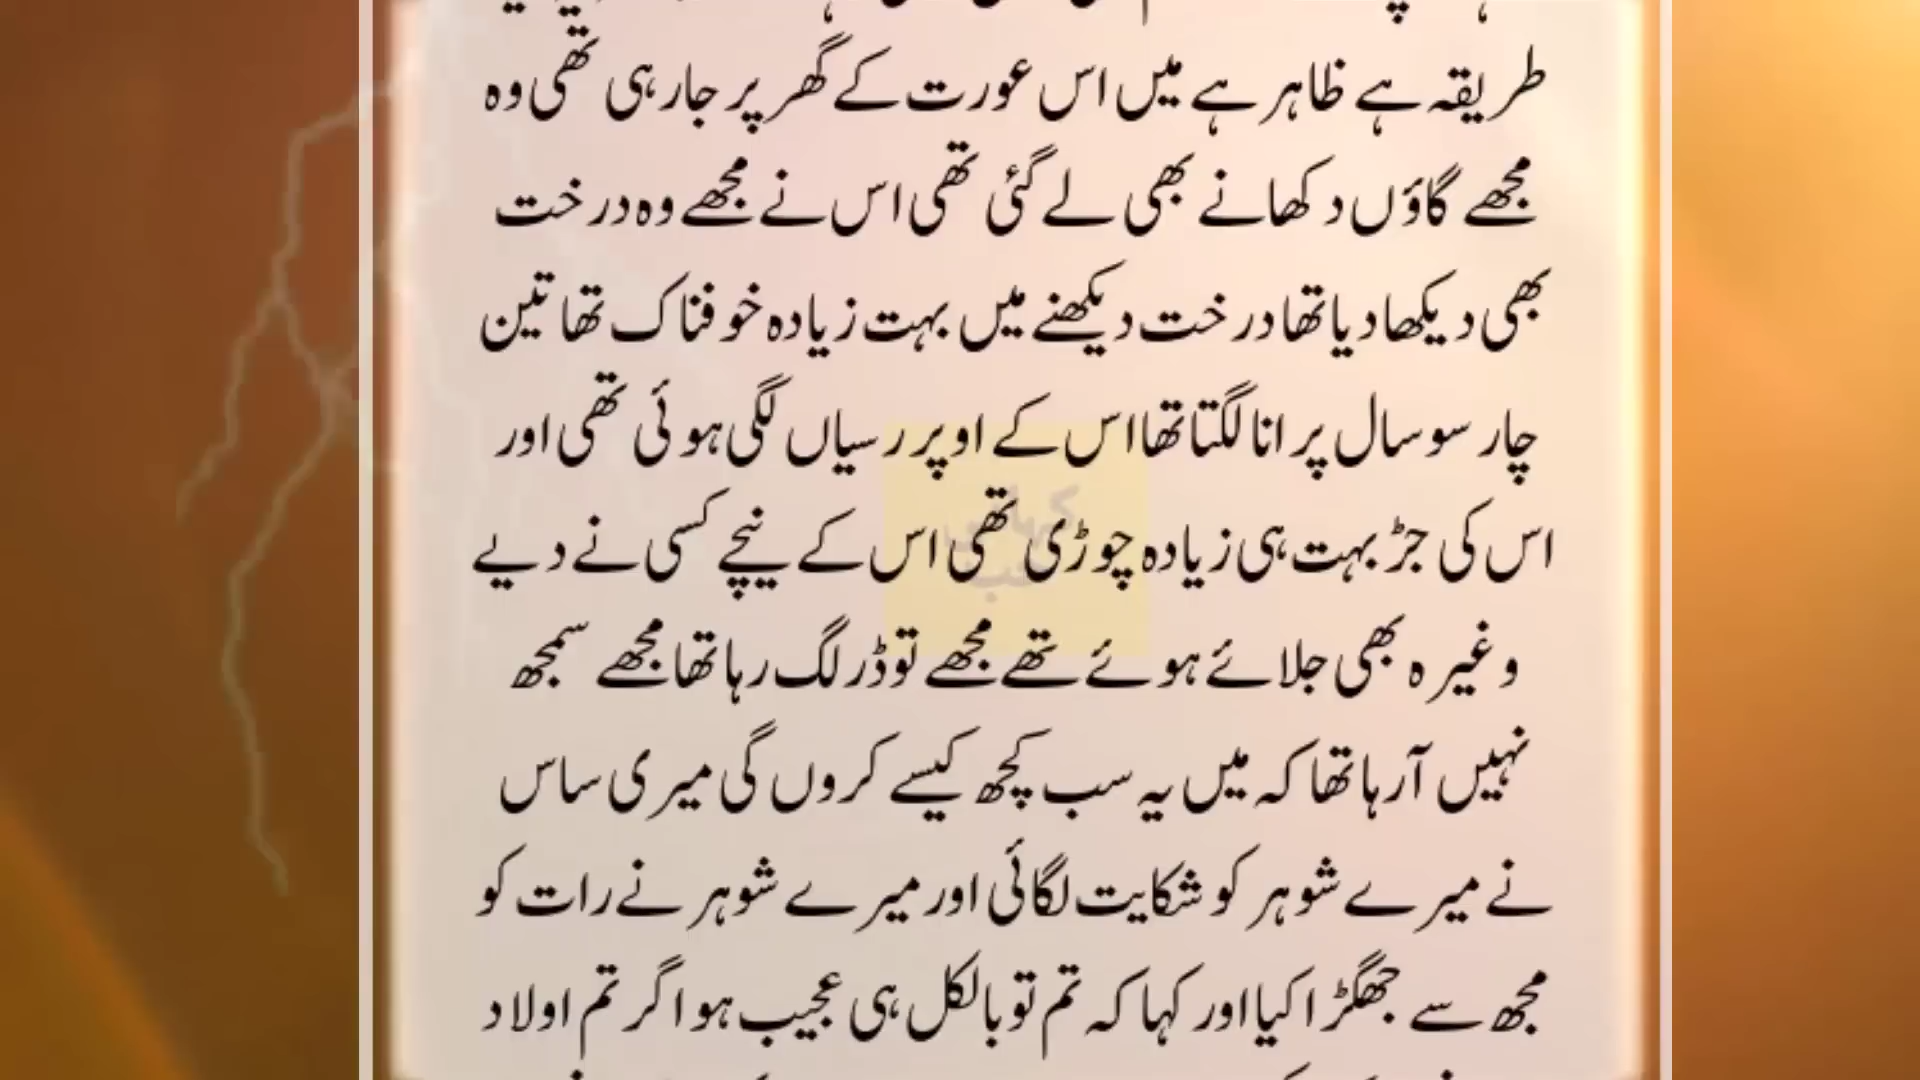 طریقہ ہے ظاہر ہے میں اس عورت کے گھر پر جا رہی تھی وہ
مجھے گاؤں دکھانے بھی لے گئی تھی اس نے مجھے وہ درخت
بھی دیکھا دیا تھا درخت دیکھنے میں بہت زیادہ خوفناک تھا تین
چار سو سال پرانا لگتا تھا اس کے اوپر رسیاں لگی ہوئی تھی اور
اس کی جڑ بہت ہی زیادہ چوڑی تھی اس کے نیچے کسی نے دیے
وغیرہ بھی جلائے ہوئے تھے مجھے تو ڈر لگ رہا تھا مجھے سمجھ
نہیں آرہا تھا کہ میں یہ سب کچھ کیسے کروں گی میری ساس
نے میرے شوہر کو شکایت لگائی اور میرے شوہر نے رات کو
مجھ سے جھگڑا کیا اور کہا کہ تم تو بالکل ہی عجیب ہو اگر تم اولاد